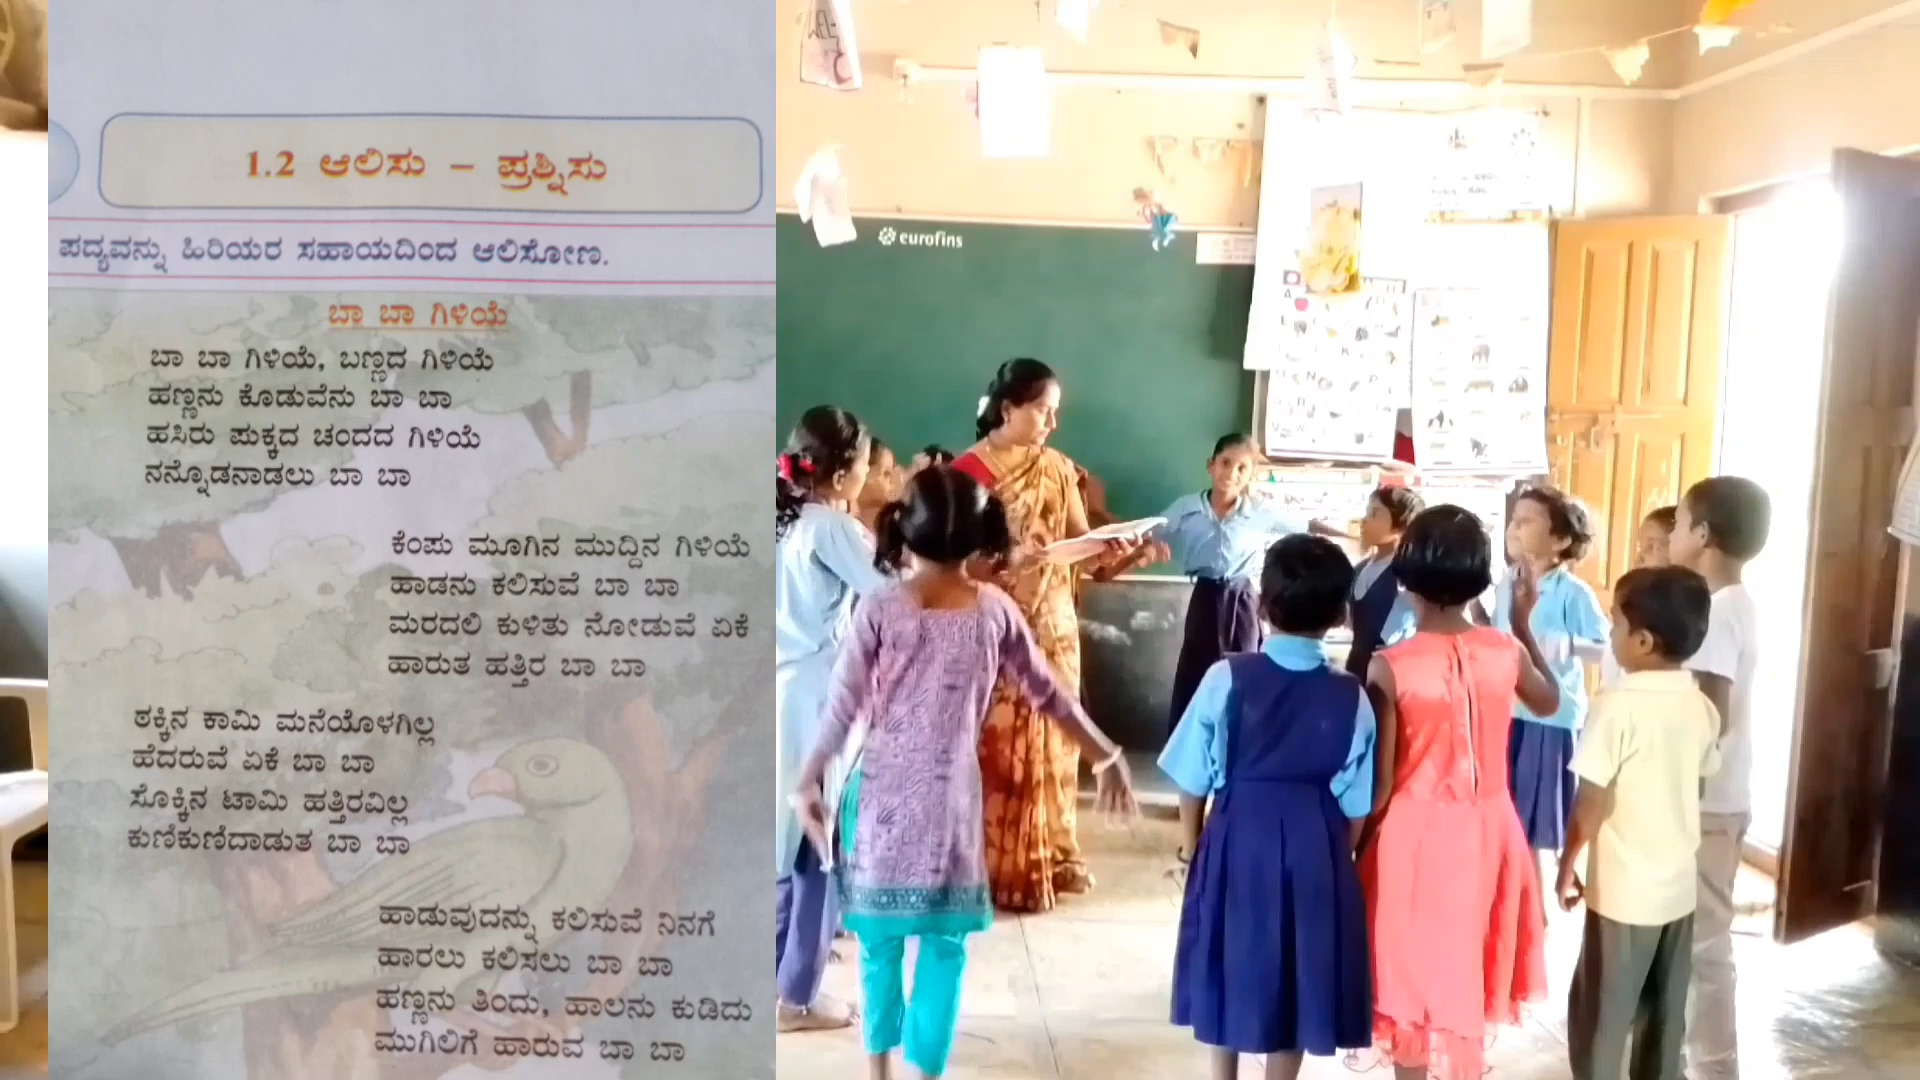 1.2 ಆಲಿಸು – ಪ್ರಶ್ನಿಸು
ಪದ್ಯವನ್ನು ಹಿರಿಯರ ಸಹಾಯದಿಂದ ಆಲಿಸೋಣ.
ಬಾ ಬಾ ಗಿಳಿಯೆ
ಬಾ ಬಾ ಗಿಳಿಯೆ, ಬಣ್ಣದ ಗಿಳಿಯೆ
ಹಣ್ಣನು ಕೊಡುವೆನು ಬಾ ಬಾ
ಹಸಿರು ಪುಕ್ಕದ ಚಂದದ ಗಿಳಿಯೆ
ನನ್ನೊಡನಾಡಲು ಬಾ ಬಾ
ಕೆಂಪು ಮೂಗಿನ ಮುದ್ದಿನ ಗಿಳಿಯೆ
ಹಾಡನು ಕಲಿಸುವೆ ಬಾ ಬಾ
ಮರದಲಿ ಕುಳಿತು ನೋಡುವೆ ಏಕೆ
ಹಾರುತ ಹತ್ತಿರ ಬಾ ಬಾ
ಠಕ್ಕಿನ ಕಾಮಿ ಮನೆಯೊಳಗಿಲ್ಲ
ಹೆದರುವೆ ಏಕೆ ಬಾ ಬಾ
ಸೊಕ್ಕಿನ ಟಾಮಿ ಹತ್ತಿರವಿಲ್ಲ
ಕುಣಿಕುಣಿದಾಡುತ ಬಾ ಬಾ
ಹಾಡುವುದನ್ನು ಕಲಿಸುವೆ ನಿನಗೆ
ಹಾರಲು ಕಲಿಸಲು ಬಾ ಬಾ
ಹಣ್ಣನು ತಿಂದು, ಹಾಲನು ಕುಡಿದು
ಮುಗಿಲಿಗೆ ಹಾರುವ ಬಾ ಬಾ
eurofins